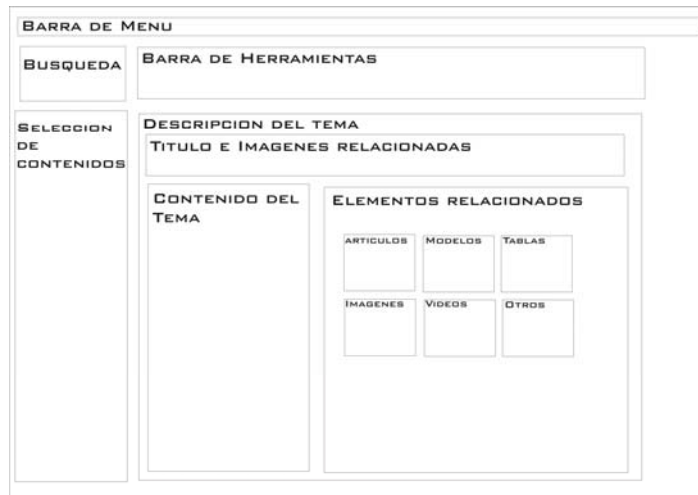 BARRA DE MENU
BUSQUEDA
BARRA DE HERRAMIENTAS
SELECCION
DE
CONTENIDOS
DESCRIPCION DEL TEMA
TITULO E IMAGENES RELACIONADAS
CONTENIDO DEL
TEMA
ELEMENTOS RELACIONADOS
ARTICULOS
MODELOS
TABLAS
IMAGENES
VIDEOS
OTROS